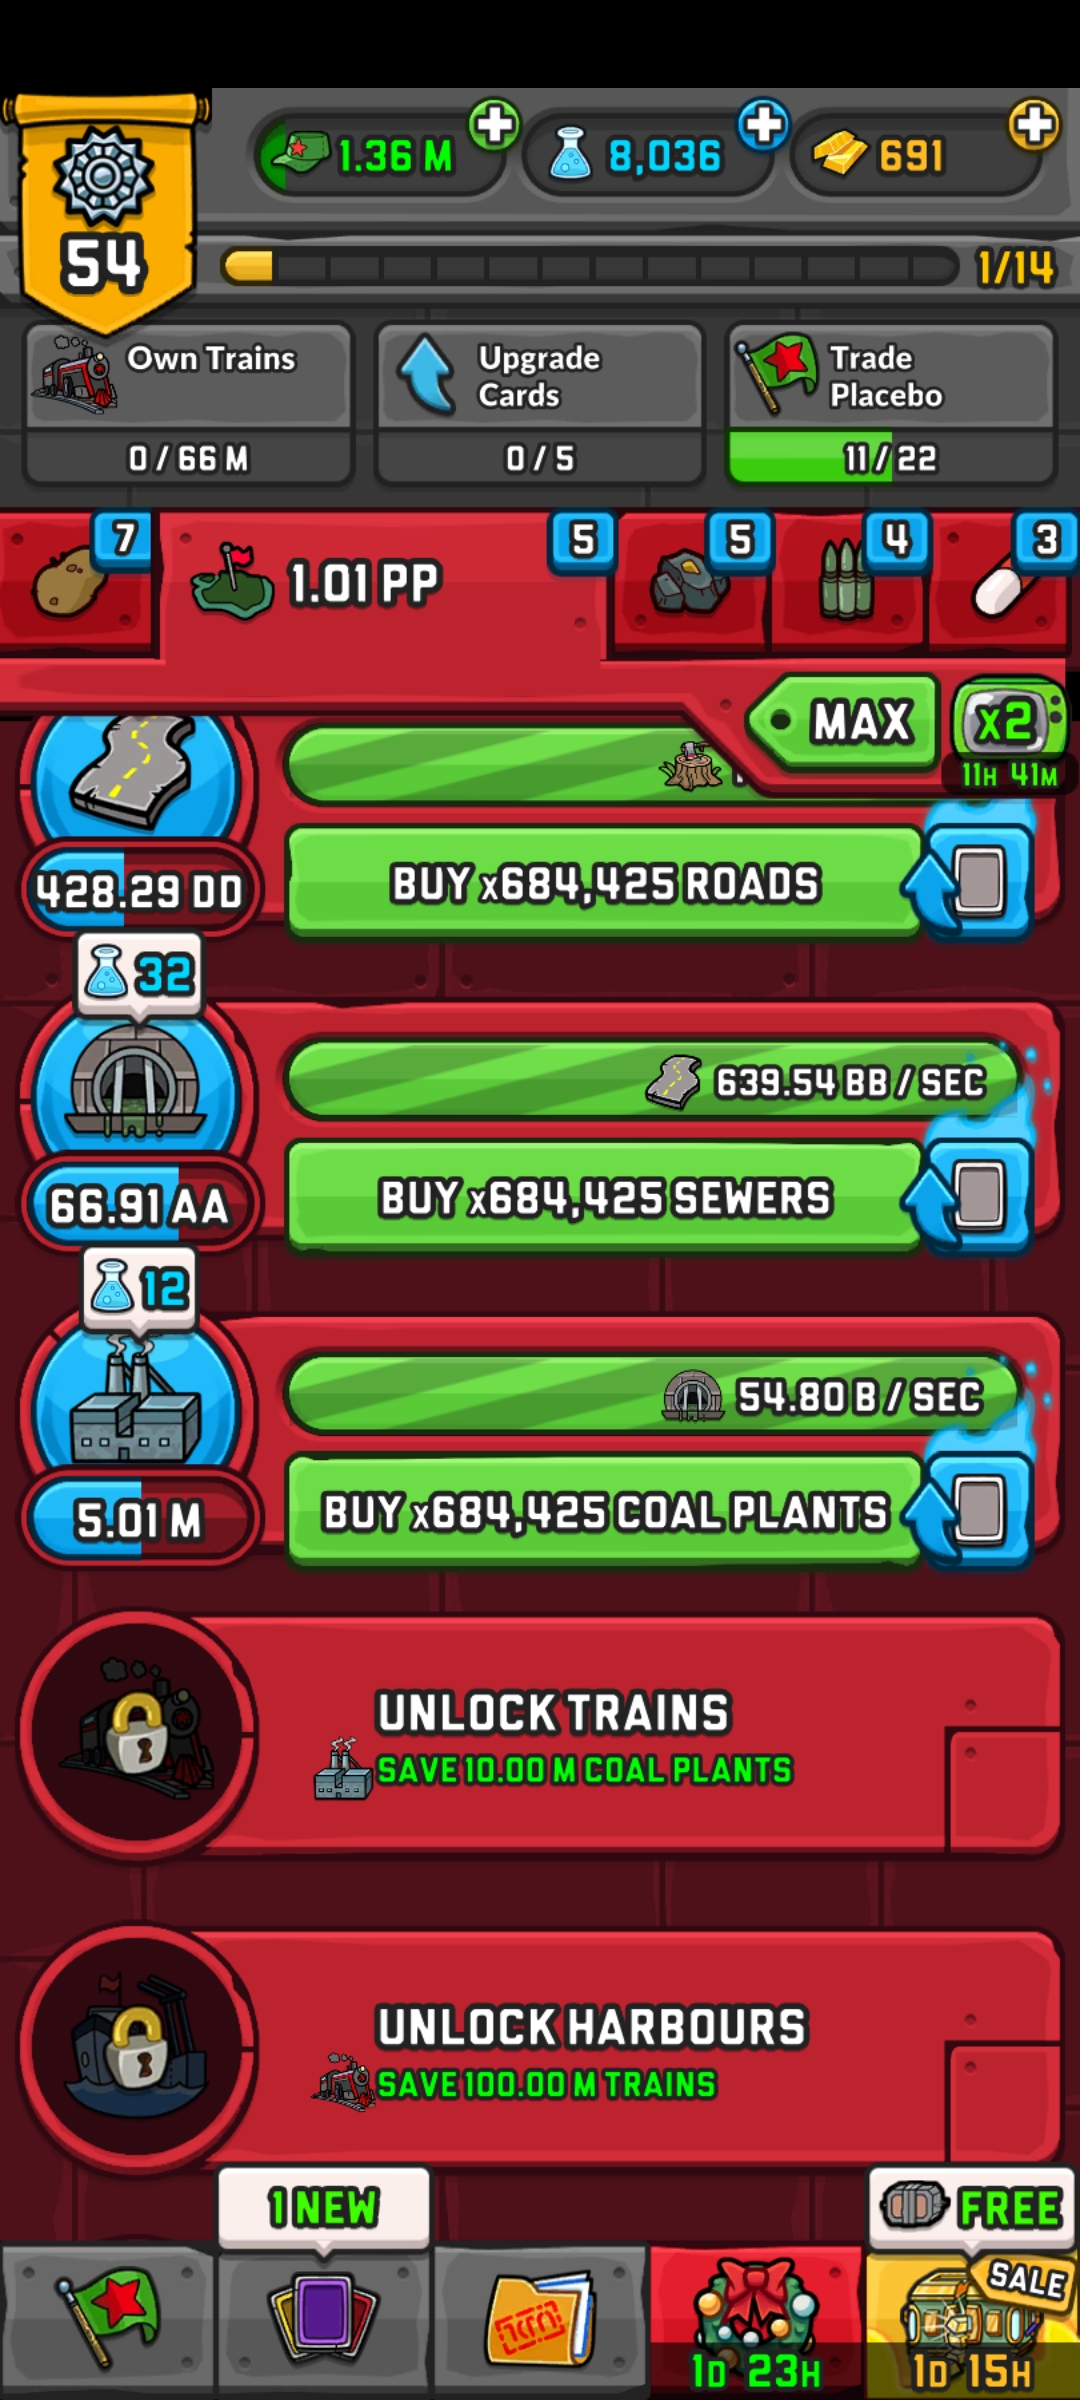 1.36 M
8,036
691
54
1/14
Own Trains
0 / 66 M
Upgrade
Cards
0 / 5
Trade
Placebo
11 / 22
7
1.01 PP
5
5
4
3
MAX
x2
11H 41M
428.29 DD
BUY x684,425 ROADS
32
639.54 BB / SEC
66.91 AA
BUY x684,425 SEWERS
12
54.80 B / SEC
5.01 M
BUY x684,425 COAL PLANTS
UNLOCK TRAINS
SAVE 10.00 M COAL PLANTS
UNLOCK HARBOURS
SAVE 100.00 M TRAINS
1 NEW
FREE
SALE
1D 23H
1D 15H